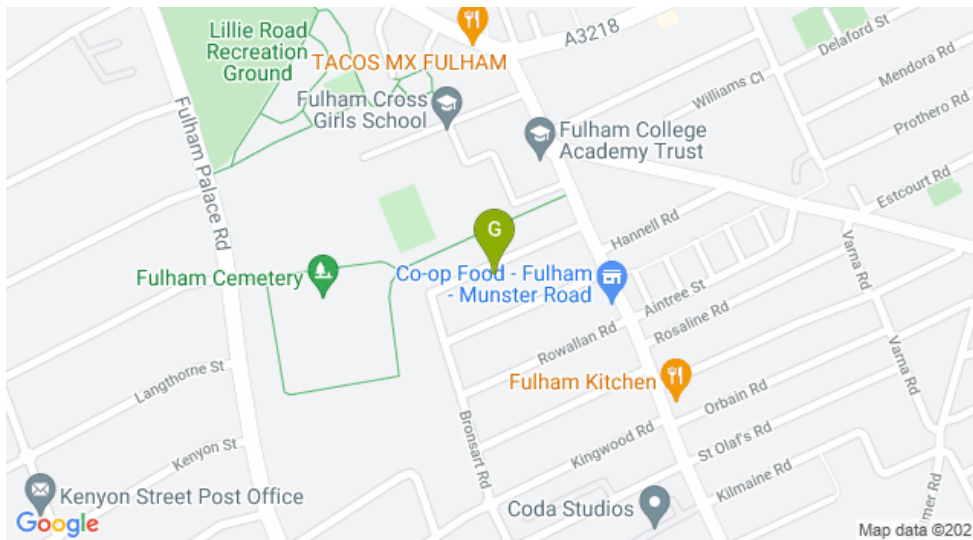 Lillie Road
Recreation
Ground
TACOS MX FULHAM
A3218
Delaford St
Mendora Rd
Williams Cl
Prothero Rd
Fulham Palace Rd
Fulham Cross
Girls School
Fulham College
Academy Trust
Estcourt Rd
Hannell Rd
G
Varna Rd
Fulham Cemetery
Co-op Food - Fulham
- Munster Road
Aintree St
Rowallan Rd
Rosaline Rd
Varna Rd
Langthorne St
Fulham Kitchen
Orbain Rd
Bronsart Rd
Kingwood Rd
St Olaf's Rd
Kenyon St
Kilmaine Rd
Kenyon Street Post Office
Coda Studios
mer Rd
Google
Map data ©202